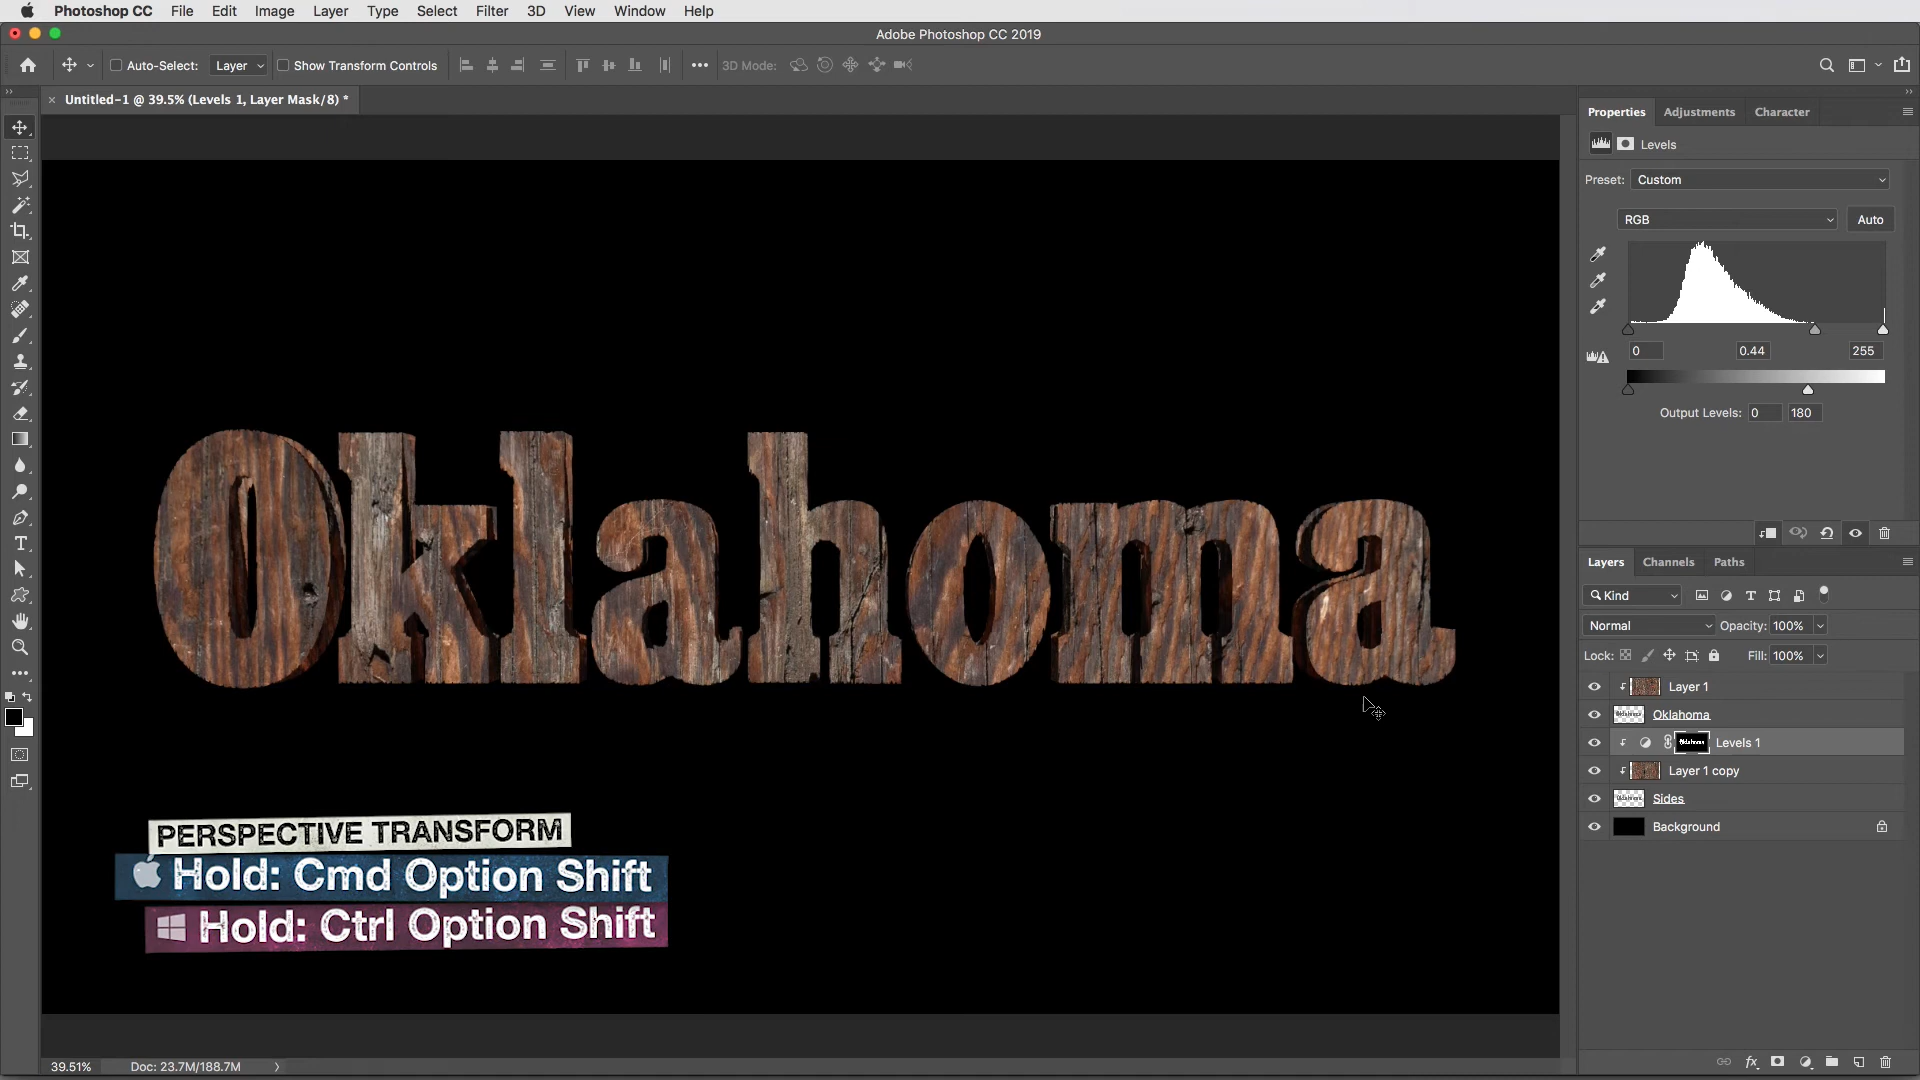 Photoshop CC File Edit Image Layer Type Select Filter 3D View Window Help
Adobe Photoshop CC 2019
Auto-Select: Layer Show Transform Controls 3D Mode:
Untitled-1 @ 39.5% (Levels 1, Layer Mask/8) *
Properties Adjustments Character
Levels
Preset: Custom
RGB Auto
0 0.44 255
Output Levels: 0 180
Oklahoma
Layers Channels Paths
Kind
Normal Opacity: 100%
Lock: Fill: 100%
Layer 1
Oklahoma
Levels 1
Layer 1 copy
Sides
Background
PERSPECTIVE TRANSFORM
Hold: Cmd Option Shift
Hold: Ctrl Option Shift
39.51% Doc: 23.7M/188.7M